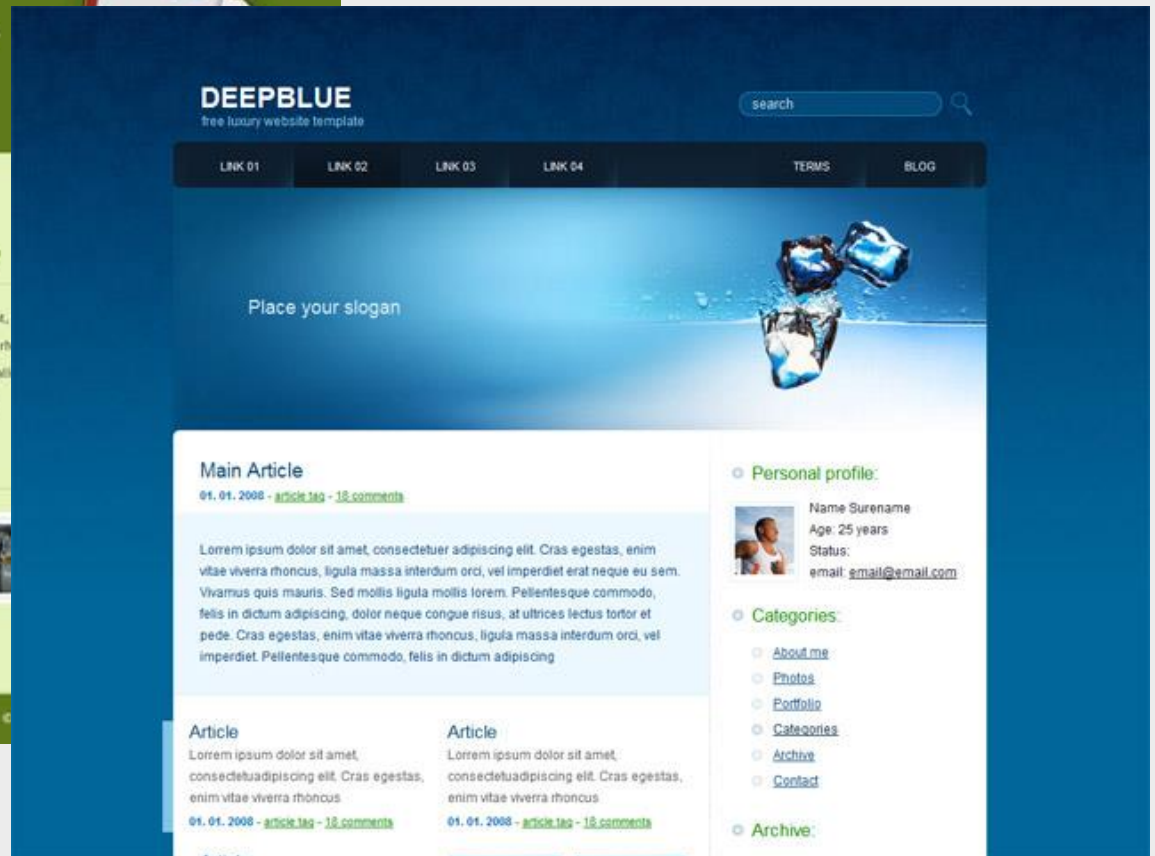 DEEPBLUE
free luxury website template
search
LINK 01 LINK 02 LINK 03 LINK 04 TERMS BLOG
Place your slogan
Main Article
01. 01. 2008 - article tag - 18 comments
Lorrem ipsum dolor sit amet, consectetuer adipiscing elit. Cras egestas, enim
vitae viverra rhoncus, ligula massa interdum orci, vel imperdiet erat neque eu sem.
Vivamus quis mauris. Sed mollis ligula mollis lorem. Pellentesque commodo,
felis in dictum adipiscing, dolor neque congue risus, at ultrices lectus tortor et
pede. Cras egestas, enim vitae viverra rhoncus, ligula massa interdum orci, vel
imperdiet. Pellentesque commodo, felis in dictum adipiscing
Article
Lorrem ipsum dolor sit amet,
consectetuadipiscing elit. Cras egestas,
enim vitae viverra rhoncus
01. 01. 2008 - article tag - 18 comments
Article
Lorrem ipsum dolor sit amet,
consectetuadipiscing elit. Cras egestas,
enim vitae viverra rhoncus
01. 01. 2008 - article tag - 18 comments
Personal profile:
Name Surename
Age: 25 years
Status:
email: email@email.com
Categories:
About me
Photos
Portfolio
Categories
Archive
Contact
Archive: